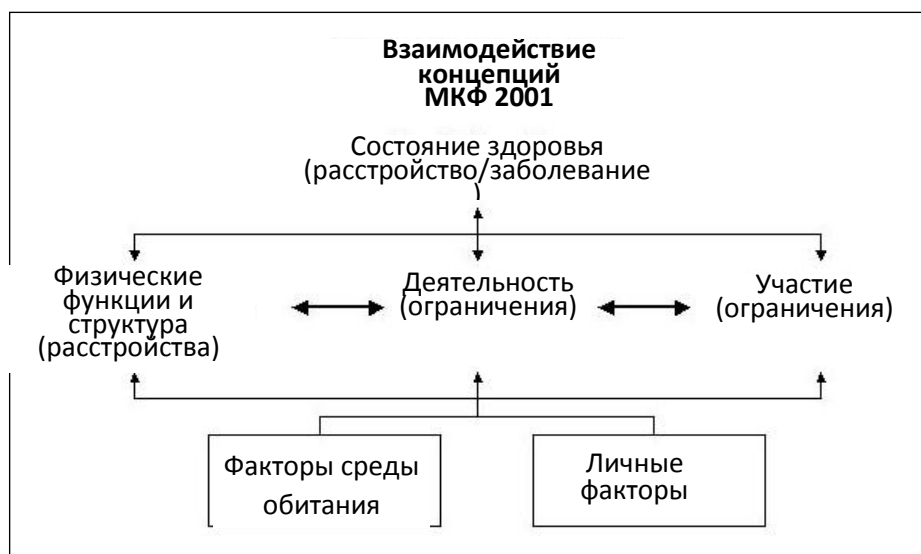 Взаимодействие
концепций
МКФ 2001
Состояние здоровья
(расстройство/заболевание
)
Физические
функции и
структура
(расстройства)
Деятельность
(ограничения)
Участие
(ограничения)
Факторы среды
обитания
Личные
факторы